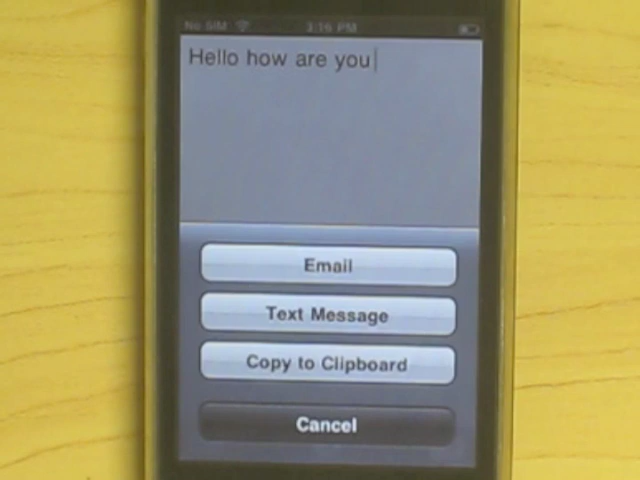 No SIM 3:16 PM
Hello how are you
Email
Text Message
Copy to Clipboard
Cancel